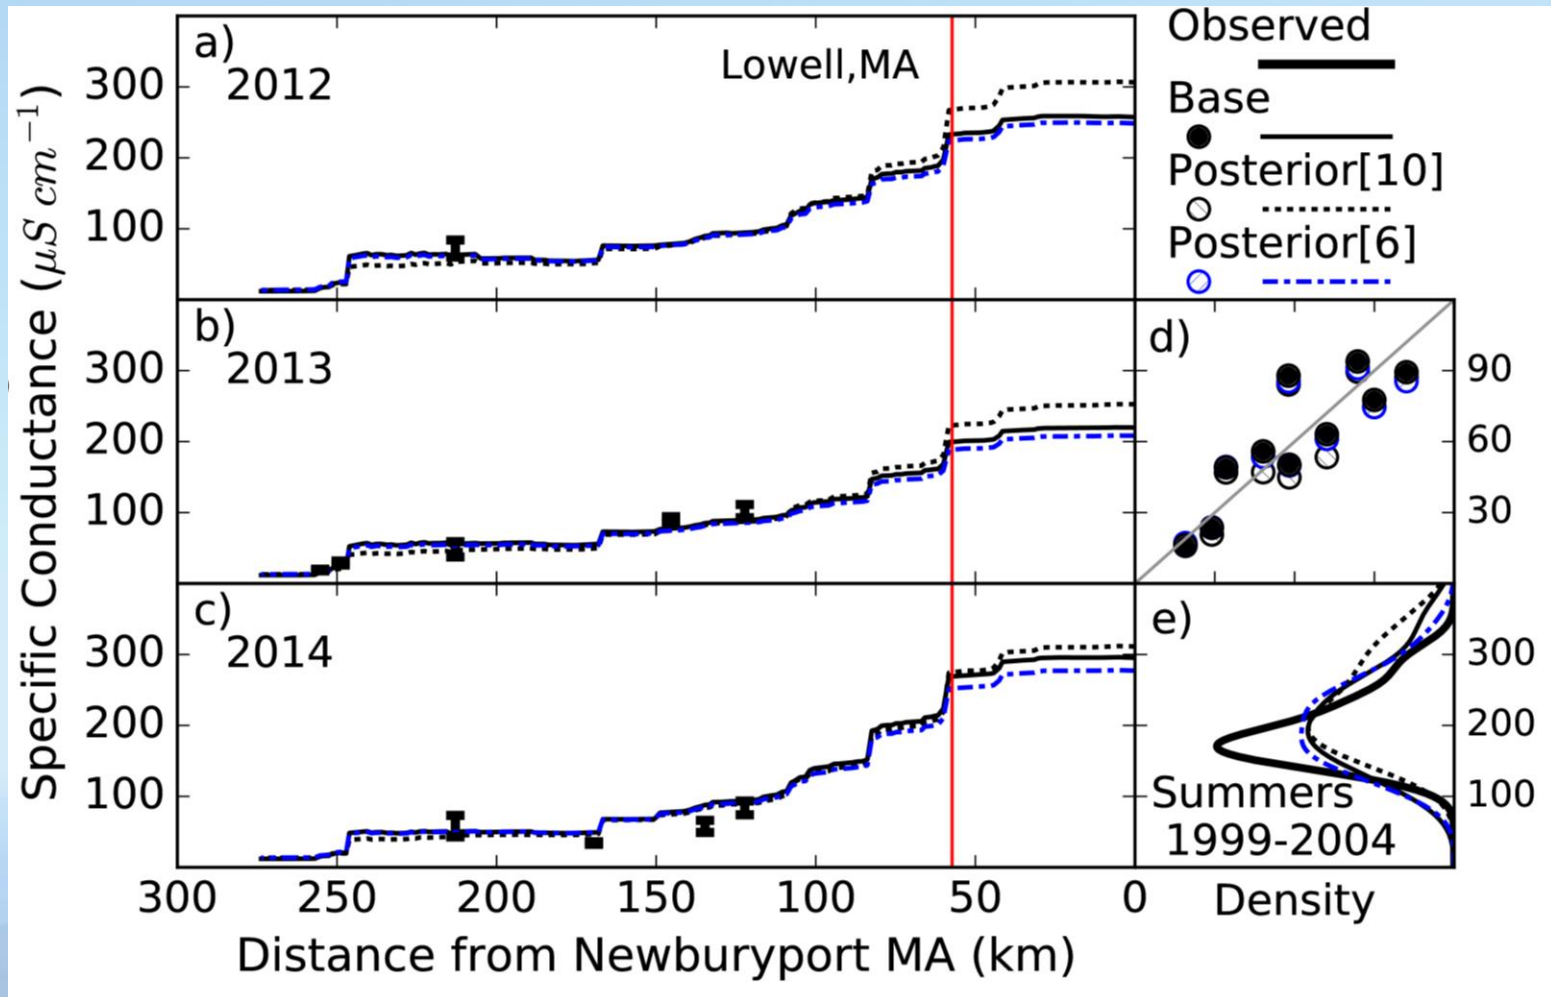 a)
2012
Lowell,MA
300
200
100
Observed
Base
Posterior[10]
Posterior[6]
b)
2013
300
200
100
d)
90
60
30
c)
2014
300
200
100
e)
300
200
100
Summers
1999-2004
Specific Conductance (μS cm⁻¹)
300 250 200 150 100 50 0
Density
Distance from Newburyport MA (km)